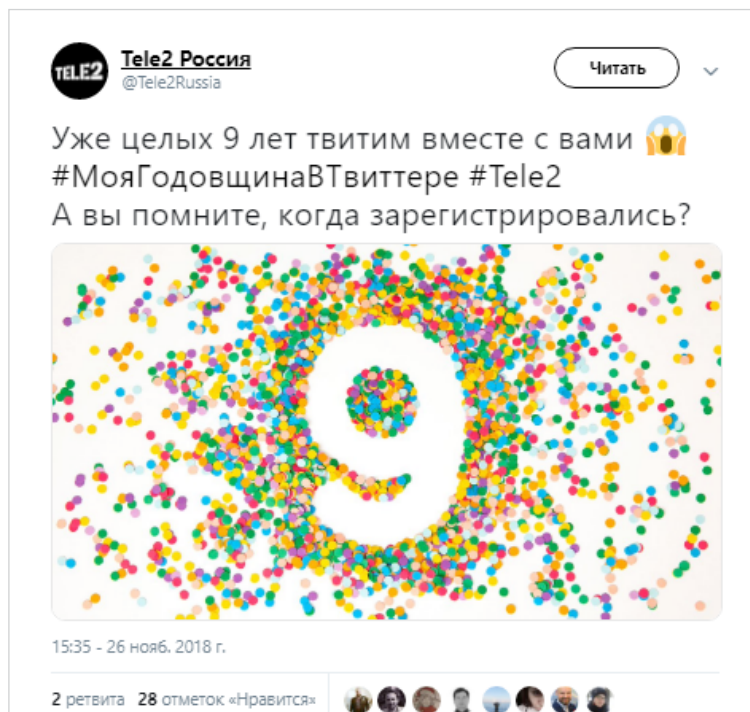 TELE2
Tele2 Россия
@Tele2Russia
Читать
Уже целых 9 лет твитим вместе с вами 😱
#МояГодовщинаВТвиттере #Tele2
А вы помните, когда зарегистрировались?
9
15:35 - 26 нояб. 2018 г.
2 ретвита 28 отметок «Нравится»